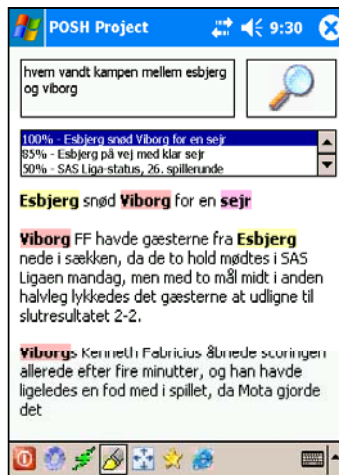 POSH Project 9:30
hvem vandt kampen mellem esbjerg
og viborg
100% - Esbjerg snød Viborg for en sejr
85% - Esbjerg på vej med klar sejr
50% - SAS Liga-status, 26. spillerunde
Esbjerg snød Viborg for en sejr
Viborg FF havde gæsterne fra Esbjerg
nede i sækken, da de to hold mødtes i SAS
Ligaen mandag, men med to mål midt i anden
halvleg lykkedes det gæsterne at udligne til
slutresultatet 2-2.
Viborgs Kenneth Fabricius åbnede scoringen
allerede efter fire minutter, og han havde
ligeledes en fod med i spillet, da Mota gjorde
det